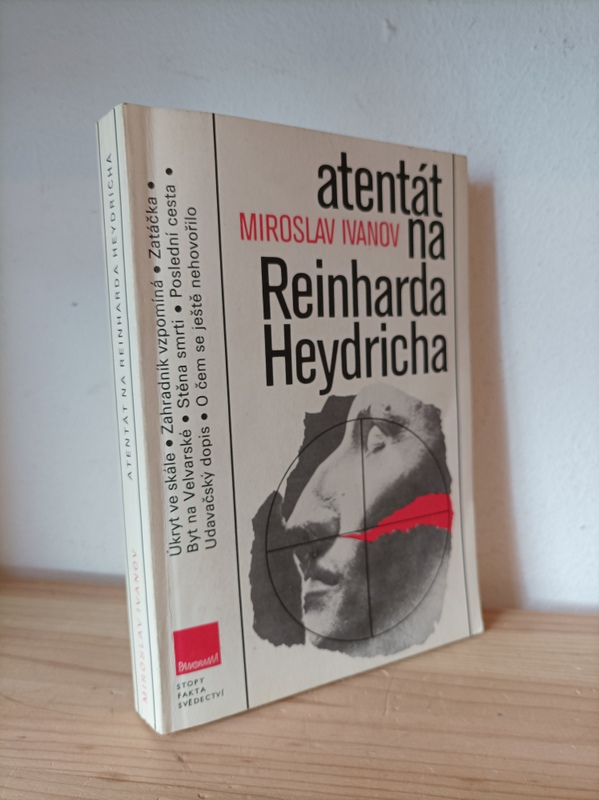 atentát
MIROSLAV IVANOV
na
Reinharda
Heydricha
Úkryt ve skále • Zahradník vzpomíná • Zatáčka •
Byt na Velvarské • Stěna smrti • Poslední cesta •
Udavačský dopis • O čem se ještě nehovořilo
PANORAMA
STOPY
FAKTA
SVĚDECTVÍ
MIROSLAV IVANOV
ATENTÁT NA REINHARDA HEYDRICHA